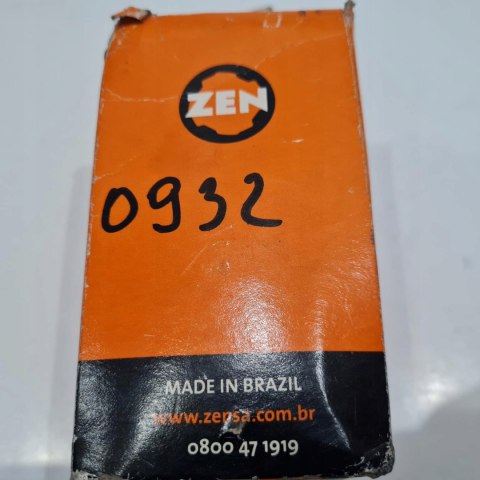 ZEN
0932
MADE IN BRAZIL
www.zensa.com.br
0800 47 1919